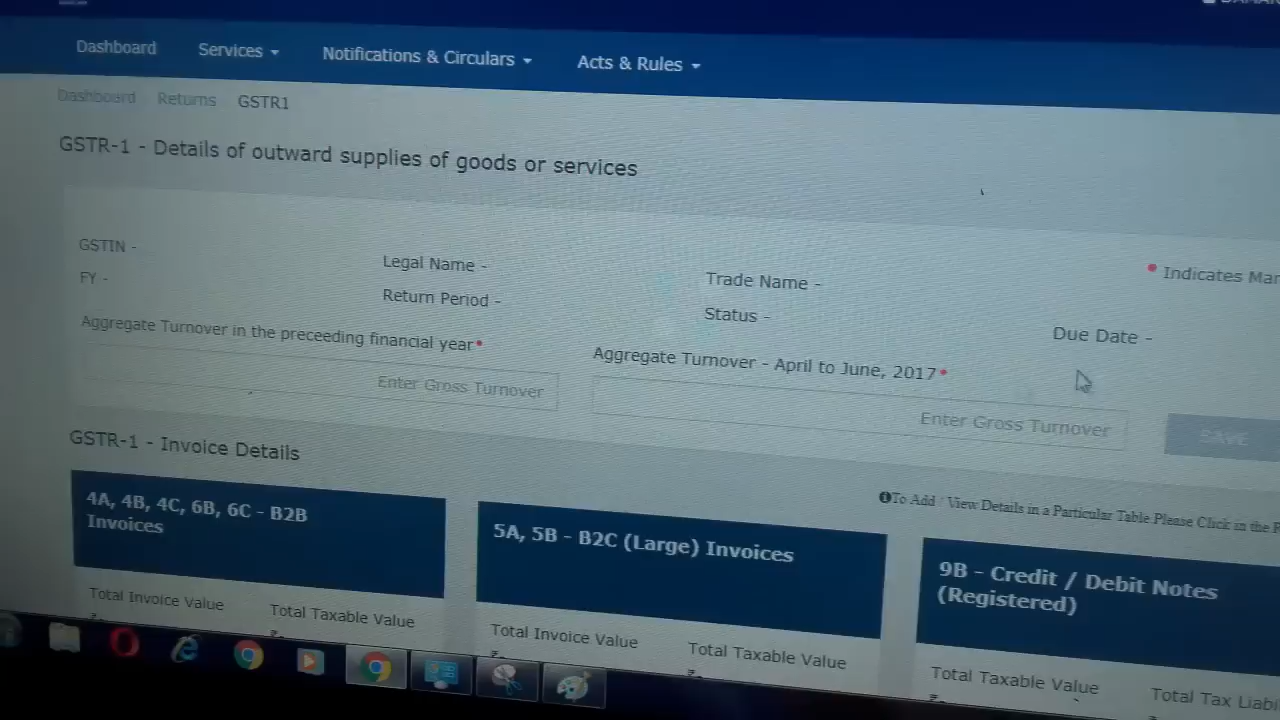 Dashboard Services Notifications & Circulars Acts & Rules
Dashboard Returns GSTR1
GSTR-1 - Details of outward supplies of goods or services
Indicates
GSTIN -
Legal Name -
Trade Name -
FY -
Return Period -
Status -
Due Date -
Aggregate Turnover in the preceeding financial year*
Aggregate Turnover - April to June, 2017*
Enter Gross Turnover
Enter Gross Turnover
SAVE
GSTR-1 - Invoice Details
To Add / View Details in a Particular Table Please Click in the
4A, 4B, 4C, 6B, 6C - B2B
Invoices
5A, 5B - B2C (Large) Invoices
9B - Credit / Debit Notes
(Registered)
Total Invoice Value Total Taxable Value
Total Invoice Value Total Taxable Value
Total Taxable Value Total Tax